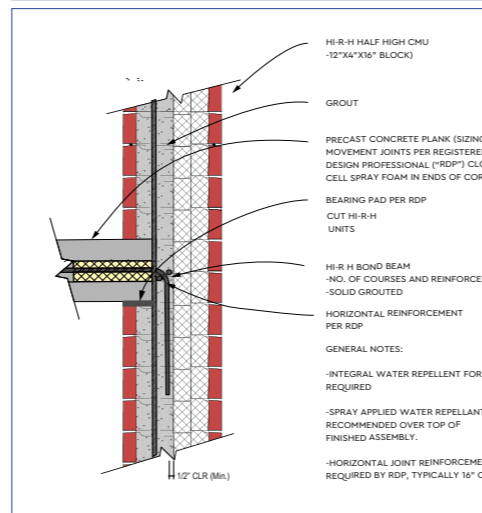 HI-R-H HALF HIGH CMU
-12"X4"X16" BLOCK)
GROUT
PRECAST CONCRETE PLANK (SIZING
MOVEMENT JOINTS PER REGISTERE
DESIGN PROFESSIONAL ("RDP") CLO
CELL SPRAY FOAM IN ENDS OF COR
BEARING PAD PER RDP
CUT HI-R-H
UNITS
HI-R H BOND BEAM
-NO. OF COURSES AND REINFORCE
-SOLID GROUTED
HORIZONTAL REINFORCEMENT
PER RDP
GENERAL NOTES:
-INTEGRAL WATER REPELLENT FOR
REQUIRED
-SPRAY APPLIED WATER REPELLANT
RECOMMENDED OVER TOP OF
FINISHED ASSEMBLY.
-HORIZONTAL JOINT REINFORCEME
REQUIRED BY RDP, TYPICALLY 16" O
1/2" CLR (Min.)